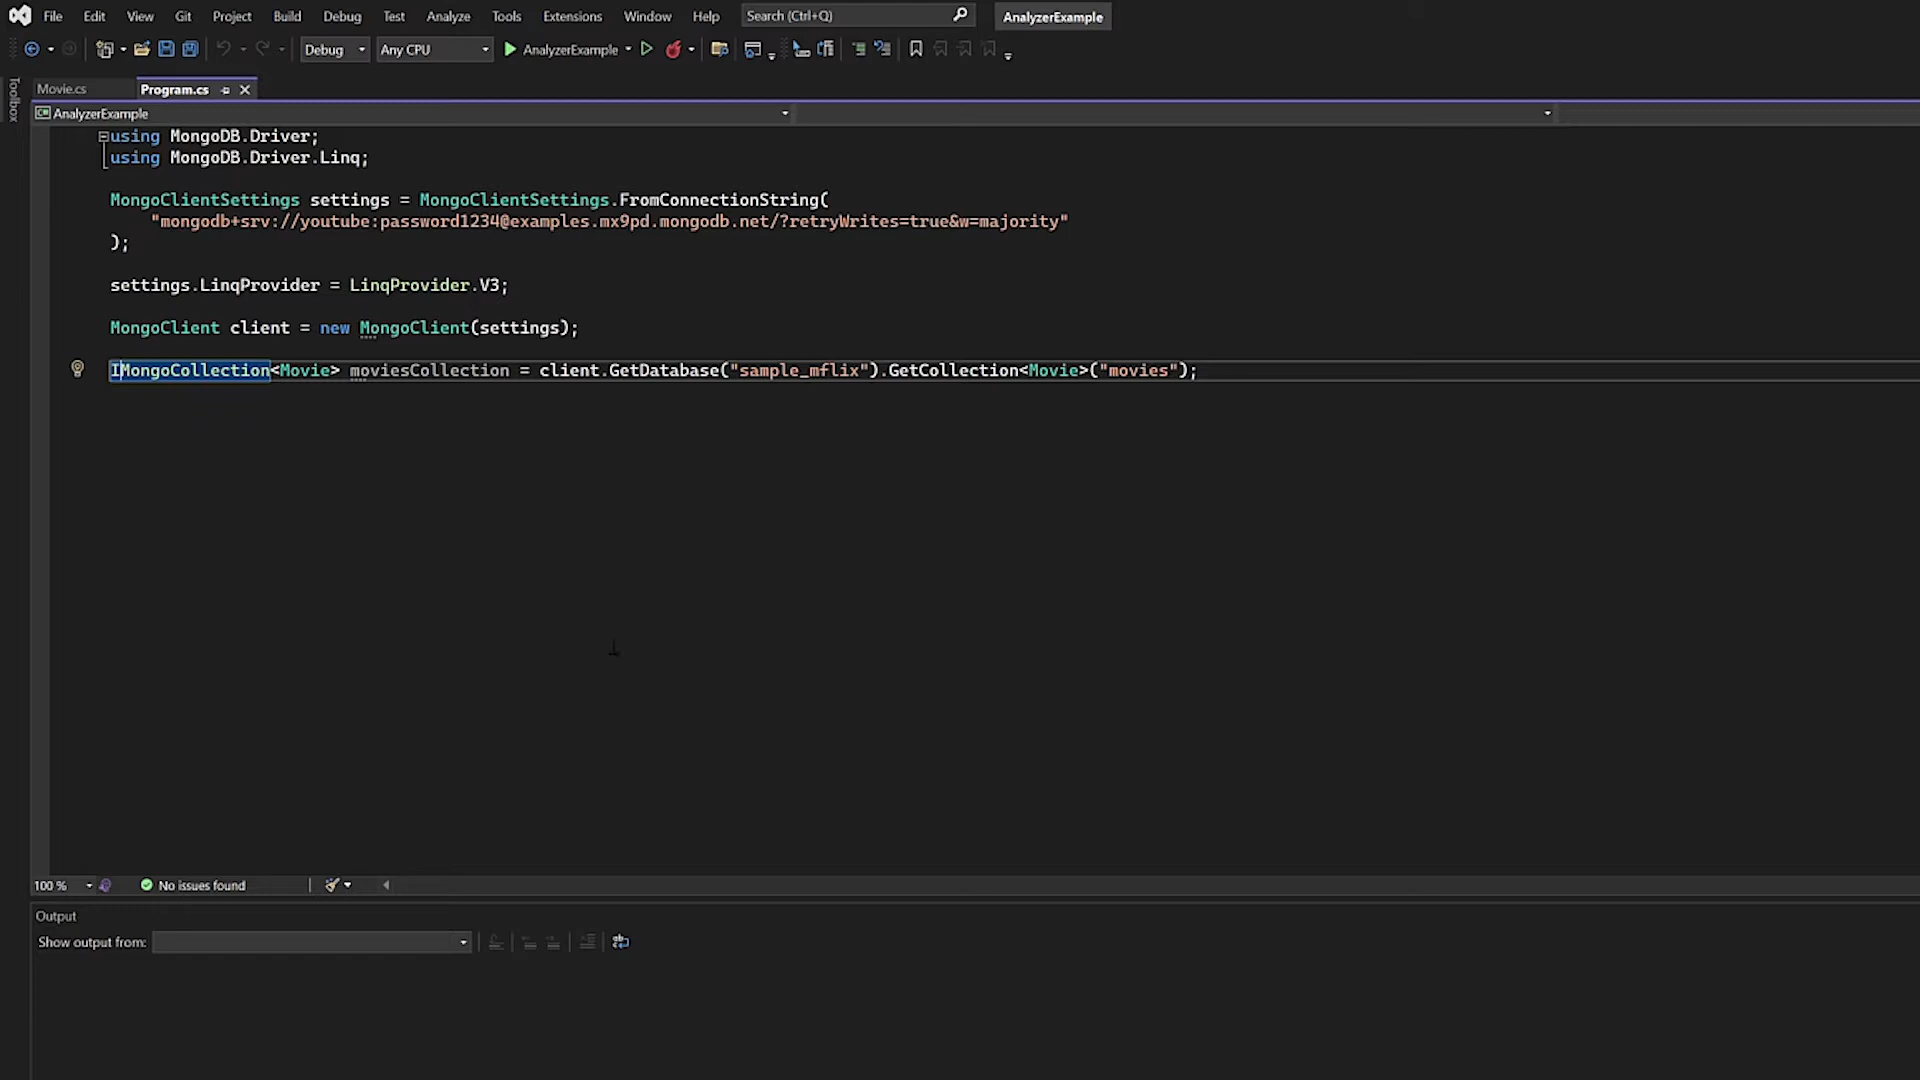 File Edit View Git Project Build Debug Test Analyze Tools Extensions Window Help Search (Ctrl+Q) AnalyzerExample
Debug Any CPU AnalyzerExample
Toolbox
Movie.cs Program.cs
C# AnalyzerExample
using MongoDB.Driver;
using MongoDB.Driver.Linq;
MongoClientSettings settings = MongoClientSettings.FromConnectionString(
"mongodb+srv://youtube:password1234@examples.mx9pd.mongodb.net/?retryWrites=true&w=majority"
);
settings.LinqProvider = LinqProvider.V3;
MongoClient client = new MongoClient(settings);
IMongoCollection<Movie> moviesCollection = client.GetDatabase("sample_mflix").GetCollection<Movie>("movies");
100 % No issues found
Output
Show output from: